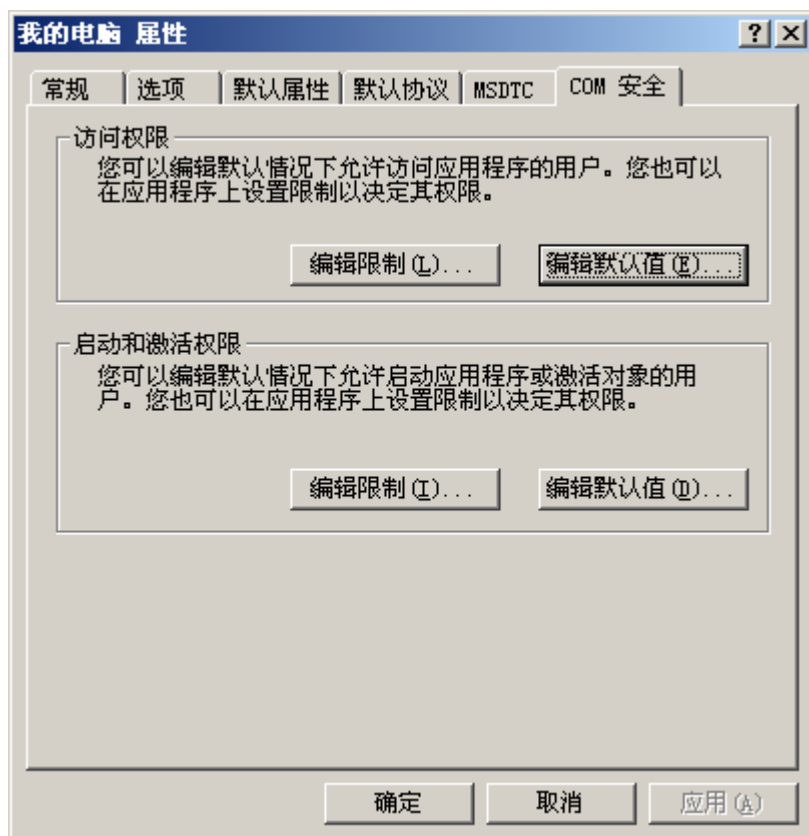 我的电脑 属性
常规 选项 默认属性 默认协议 MSDTC COM 安全
访问权限
您可以编辑默认情况下允许访问应用程序的用户。您也可以
在应用程序上设置限制以决定其权限。
编辑限制(L)... 编辑默认值(E)...
启动和激活权限
您可以编辑默认情况下允许启动应用程序或激活对象的用
户。您也可以在应用程序上设置限制以决定其权限。
编辑限制(I)... 编辑默认值(D)...
确定 取消 应用(A)